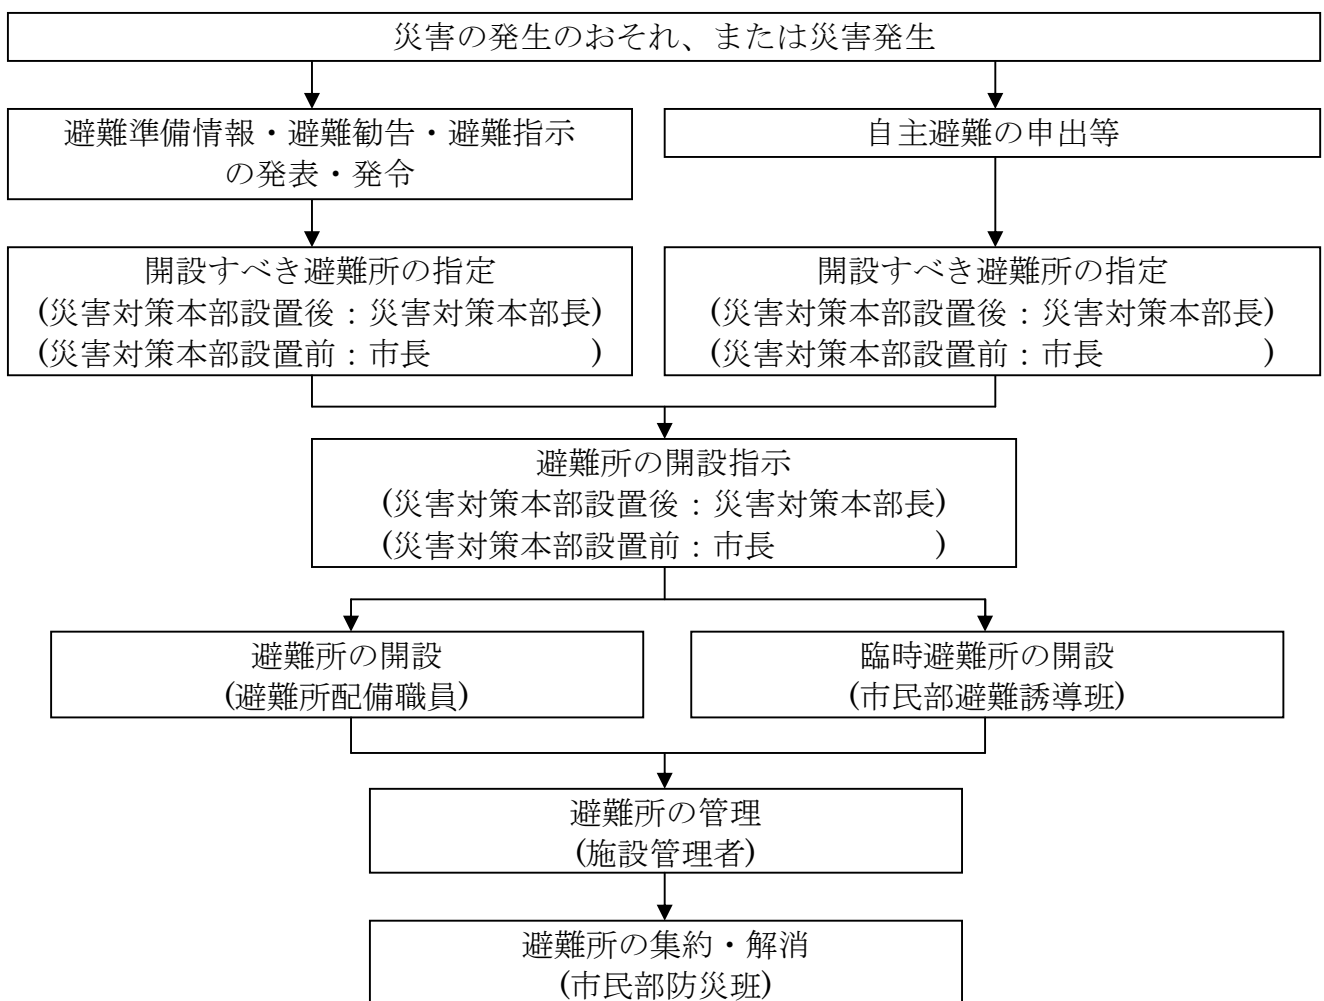 災害の発生のおそれ、または災害発生
避難準備情報・避難勧告・避難指示
の発表・発令
自主避難の申出等
開設すべき避難所の指定
(災害対策本部設置後：災害対策本部長)
(災害対策本部設置前：市長　　　　　)
開設すべき避難所の指定
(災害対策本部設置後：災害対策本部長)
(災害対策本部設置前：市長　　　　　)
避難所の開設指示
(災害対策本部設置後：災害対策本部長)
(災害対策本部設置前：市長　　　　　)
避難所の開設
(避難所配備職員)
臨時避難所の開設
(市民部避難誘導班)
避難所の管理
(施設管理者)
避難所の集約・解消
(市民部防災班)